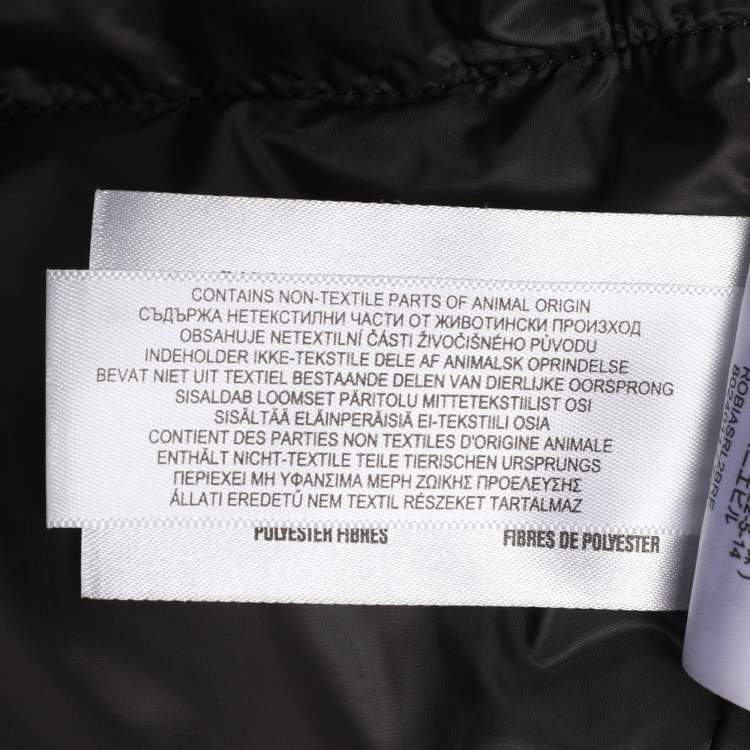 CONTAINS NON-TEXTILE PARTS OF ANIMAL ORIGIN
СЪДЪРЖА НЕТЕКСТИЛНИ ЧАСТИ ОТ ЖИВОТИНСКИ ПРОИЗХОД
OBSAHUJE NETEXTILNÍ ČÁSTI ŽIVOČIŠNÉHO PŮVODU
INDEHOLDER IKKE-TEKSTILE DELE AF ANIMALSK OPRINDELSE
BEVAT NIET UIT TEXTIEL BESTAANDE DELEN VAN DIERLIJKE OORSPRONG
SISALDAB LOOMSET PÄRITOLU MITTETEKSTIILIST OSI
SISÄLTÄÄ ELÄINPERÄISIÄ EI-TEKSTIILI OSIA
CONTIENT DES PARTIES NON TEXTILES D'ORIGINE ANIMALE
ENTHÄLT NICHT-TEXTILE TEILE TIERISCHEN URSPRUNGS
ΠΕΡΙΕΧΕΙ ΜΗ ΥΦΑΝΣΙΜΑ ΜΕΡΗ ΖΩΙΚΗΣ ΠΡΟΕΛΕΥΣΗΣ
ÁLLATI EREDETŰ NEM TEXTIL RÉSZEKET TARTALMAZ
POLYESTER FIBRES
FIBRES DE POLYESTER